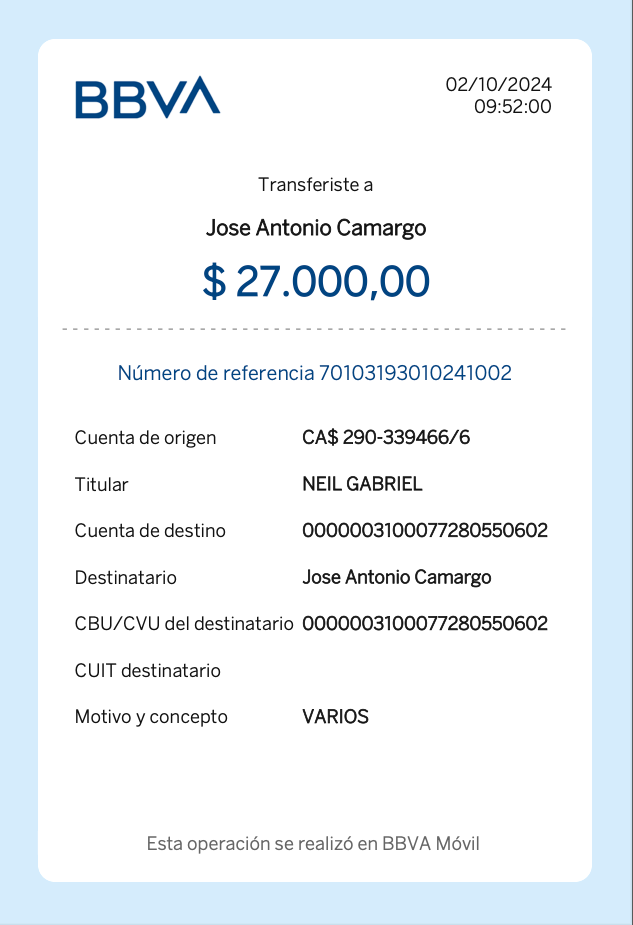 BBVA
02/10/2024
09:52:00
Transferiste a
Jose Antonio Camargo
$ 27.000,00
Número de referencia 70103193010241002
Cuenta de origen CA$ 290-339466/6
Titular NEIL GABRIEL
Cuenta de destino 0000003100077280550602
Destinatario Jose Antonio Camargo
CBU/CVU del destinatario 0000003100077280550602
CUIT destinatario
Motivo y concepto VARIOS
Esta operación se realizó en BBVA Móvil